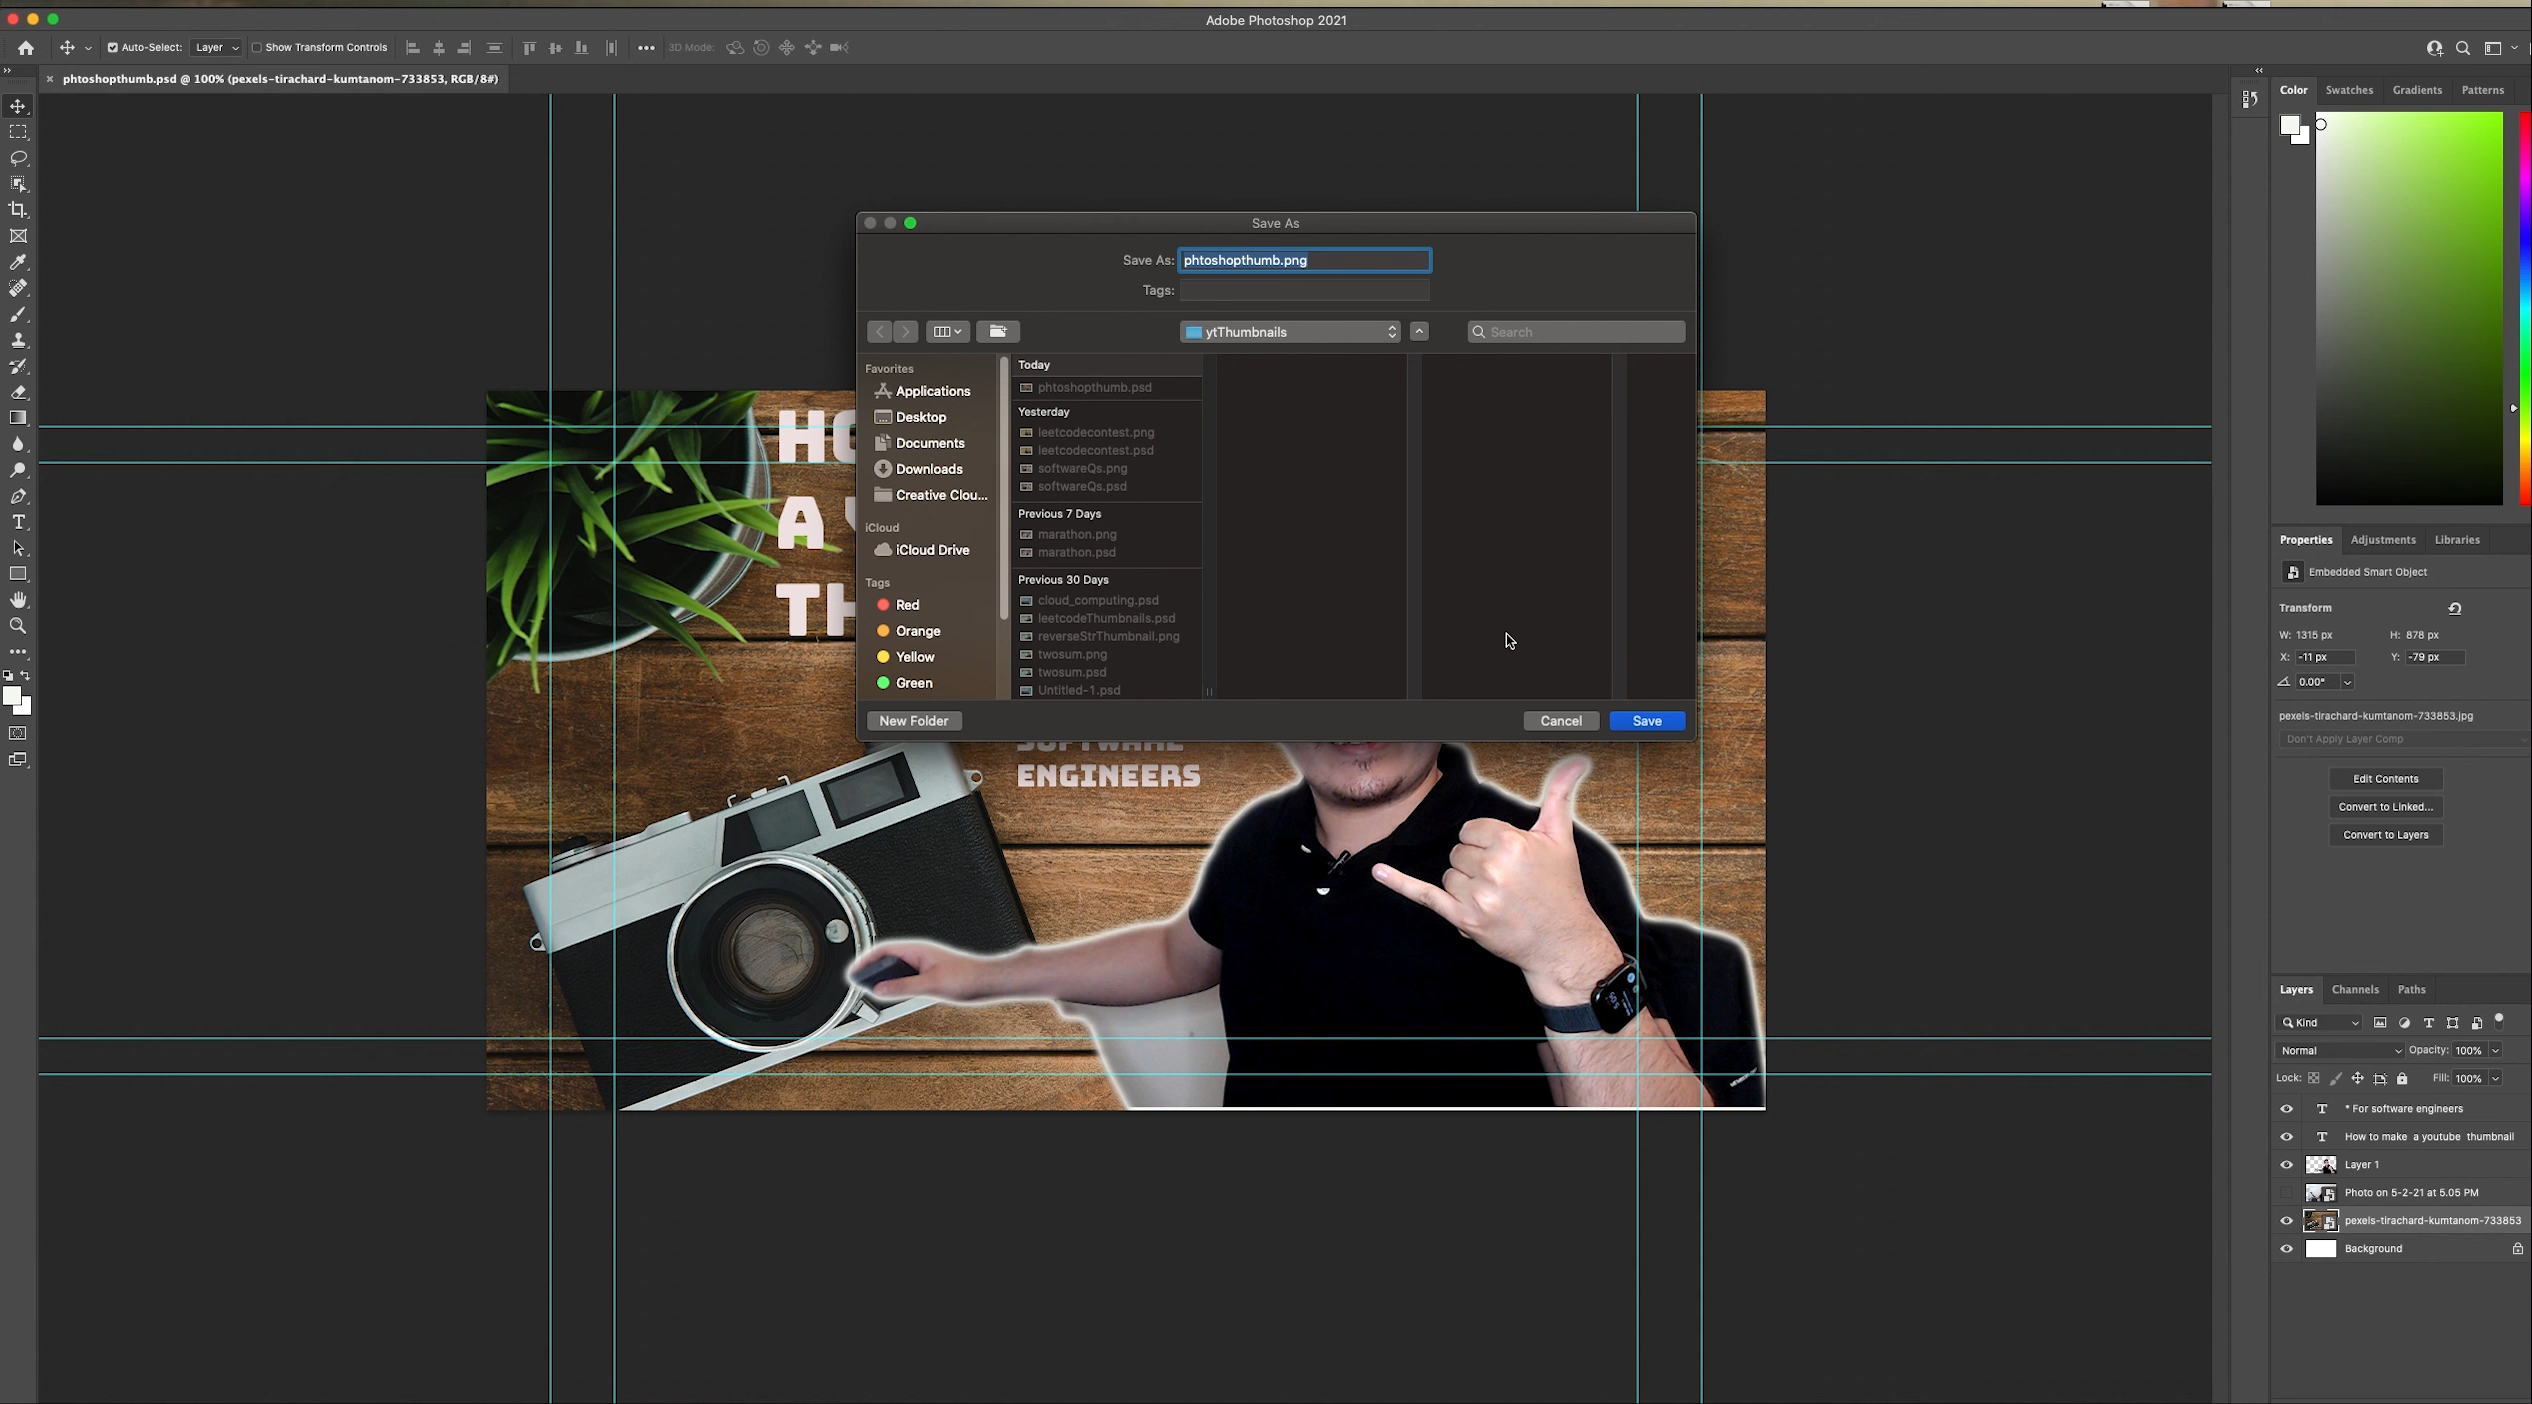 Adobe Photoshop 2021
Auto-Select: Layer Show Transform Controls ••• 3D Mode:
× phtoshopthumb.psd @ 100% (pexels-tirachard-kumtanom-733853, RGB/8#)
Save As
Save As: phtoshopthumb.png
Tags:
ytThumbnails
Search
Favorites
Applications
Desktop
Documents
Downloads
Creative Clou...
iCloud
iCloud Drive
Tags
Red
Orange
Yellow
Green
Today
phtoshopthumb.psd
Yesterday
leetcodecontest.png
leetcodecontest.psd
softwareQs.png
softwareQs.psd
Previous 7 Days
marathon.png
marathon.psd
Previous 30 Days
cloud_computing.psd
leetcodeThumbnails.psd
reverseStrThumbnail.png
twosum.png
twosum.psd
Untitled-1.psd
New Folder Cancel Save
HO
A
TH
SOFTWARE
ENGINEERS
Color Swatches Gradients Patterns
Properties Adjustments Libraries
Embedded Smart Object
Transform
W: 1315 px H: 878 px
X: -11 px Y: -79 px
0.00°
pexels-tirachard-kumtanom-733853.jpg
Don't Apply Layer Comp
Edit Contents
Convert to Linked...
Convert to Layers
Layers Channels Paths
Kind
Normal Opacity: 100%
Lock: Fill: 100%
* For software engineers
How to make a youtube thumbnail
Layer 1
Photo on 5-2-21 at 5.05 PM
pexels-tirachard-kumtanom-733853
Background